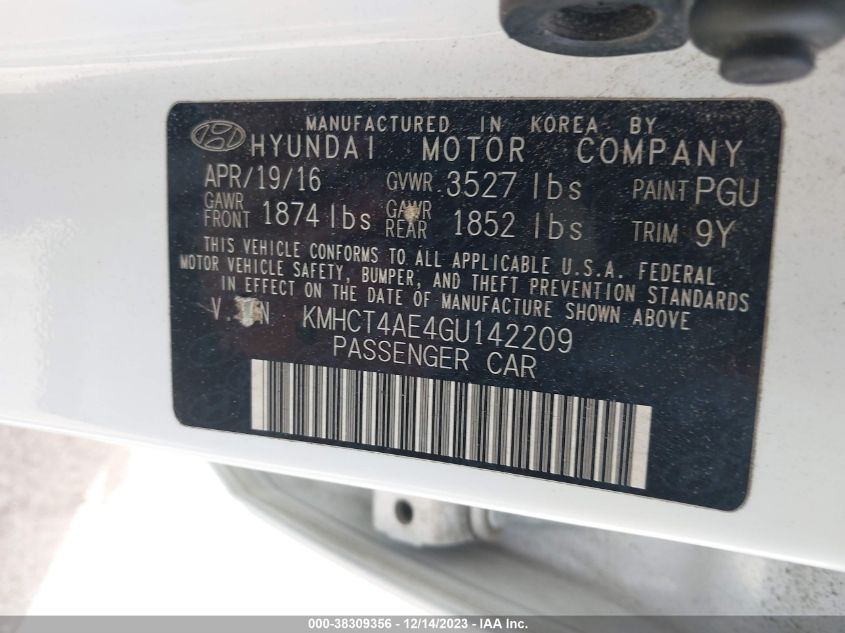 MANUFACTURED IN KOREA BY
HYUNDAI MOTOR COMPANY
APR/19/16 GVWR 3527 lbs PAINT PGU
GAWR FRONT 1874 lbs GAWR REAR 1852 lbs TRIM 9Y
THIS VEHICLE CONFORMS TO ALL APPLICABLE U.S.A. FEDERAL
MOTOR VEHICLE SAFETY, BUMPER, AND THEFT PREVENTION STANDARDS
IN EFFECT ON THE DATE OF MANUFACTURE SHOWN ABOVE
V.I.N KMHCT4AE4GU142209
PASSENGER CAR
000-38309356 - 12/14/2023 - IAA Inc.